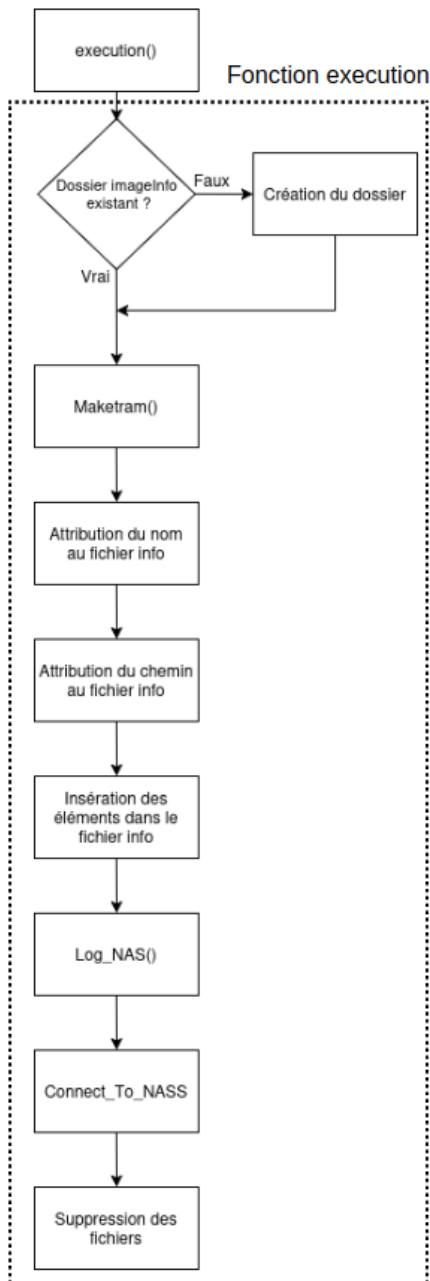 execution()
Fonction execution
Dossier imageInfo
existant ?
Faux
Création du dossier
Vrai
Maketram()
Attribution du nom
au fichier info
Attribution du chemin
au fichier info
Insération des
éléments dans le
fichier info
Log_NAS()
Connect_To_NASS
Suppression des
fichiers